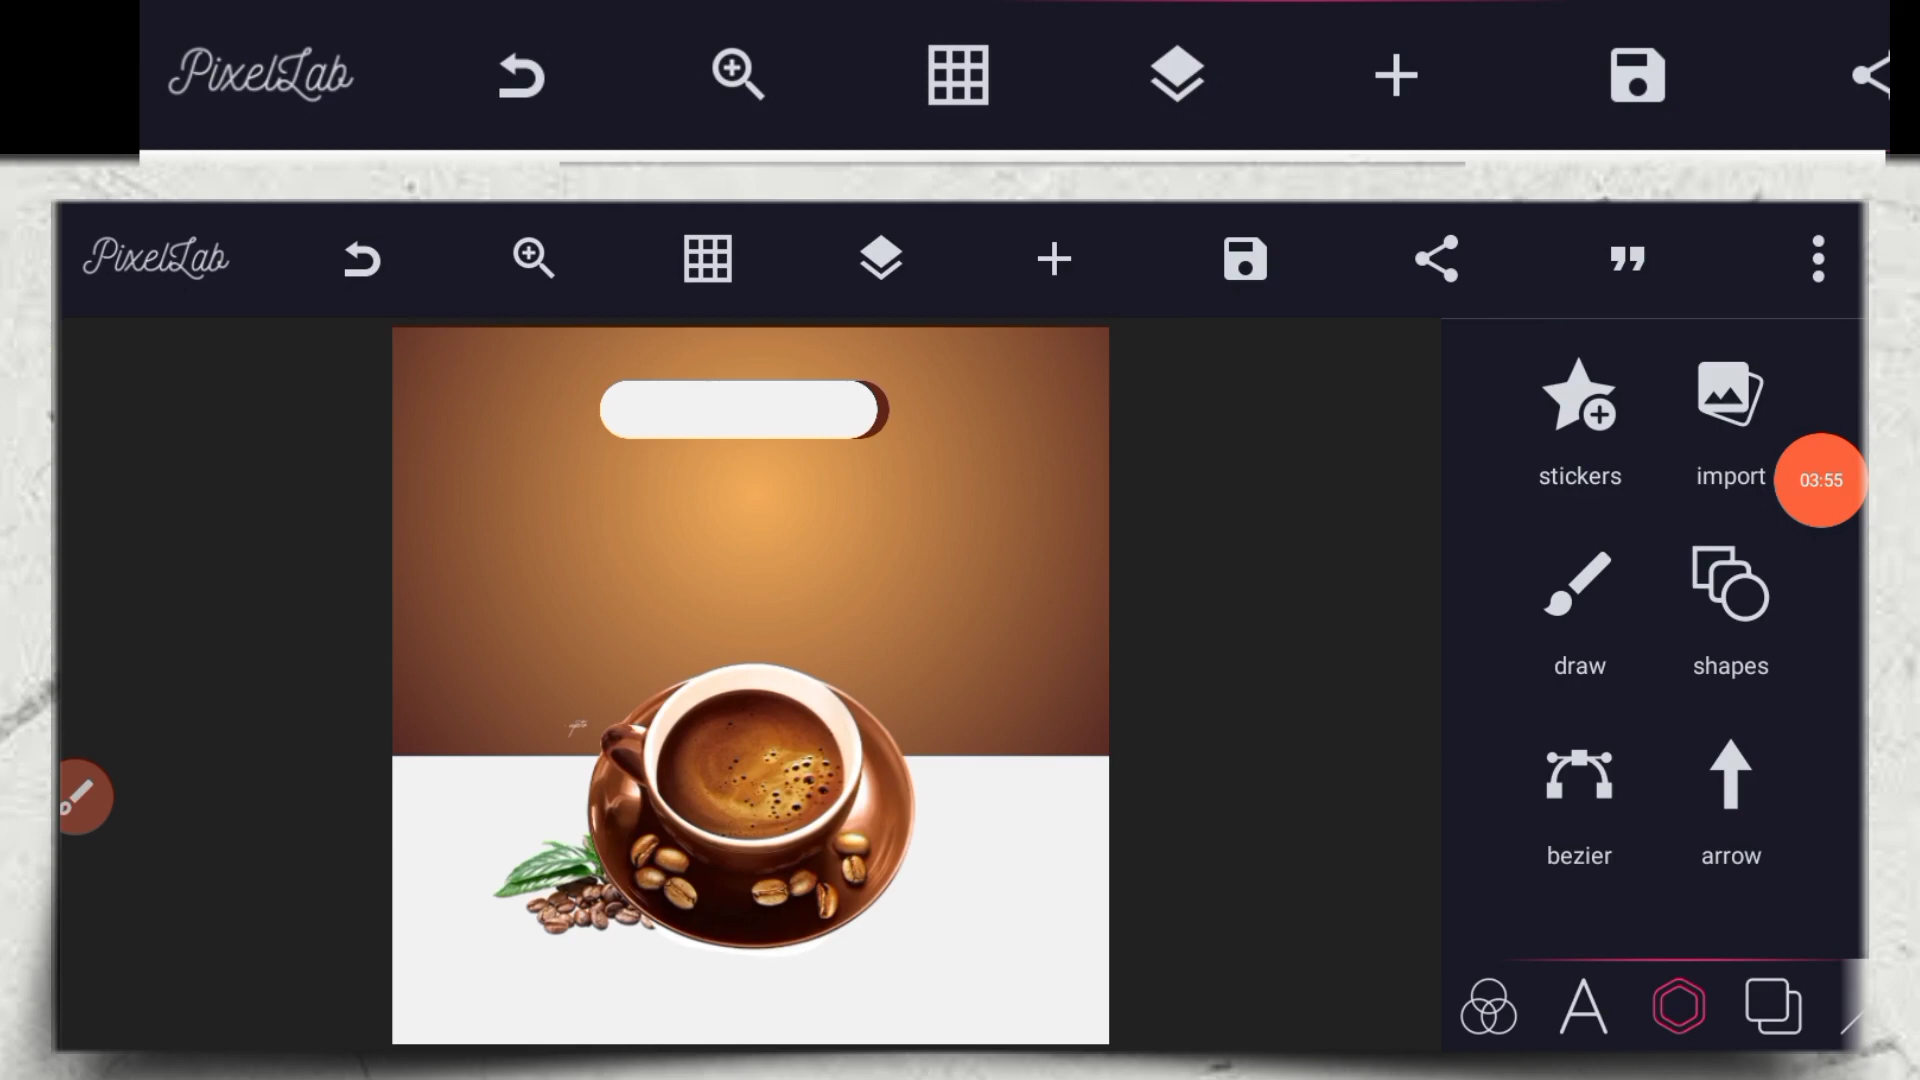 PixelLab
PixelLab
stickers
import
03:55
draw
shapes
bezier
arrow